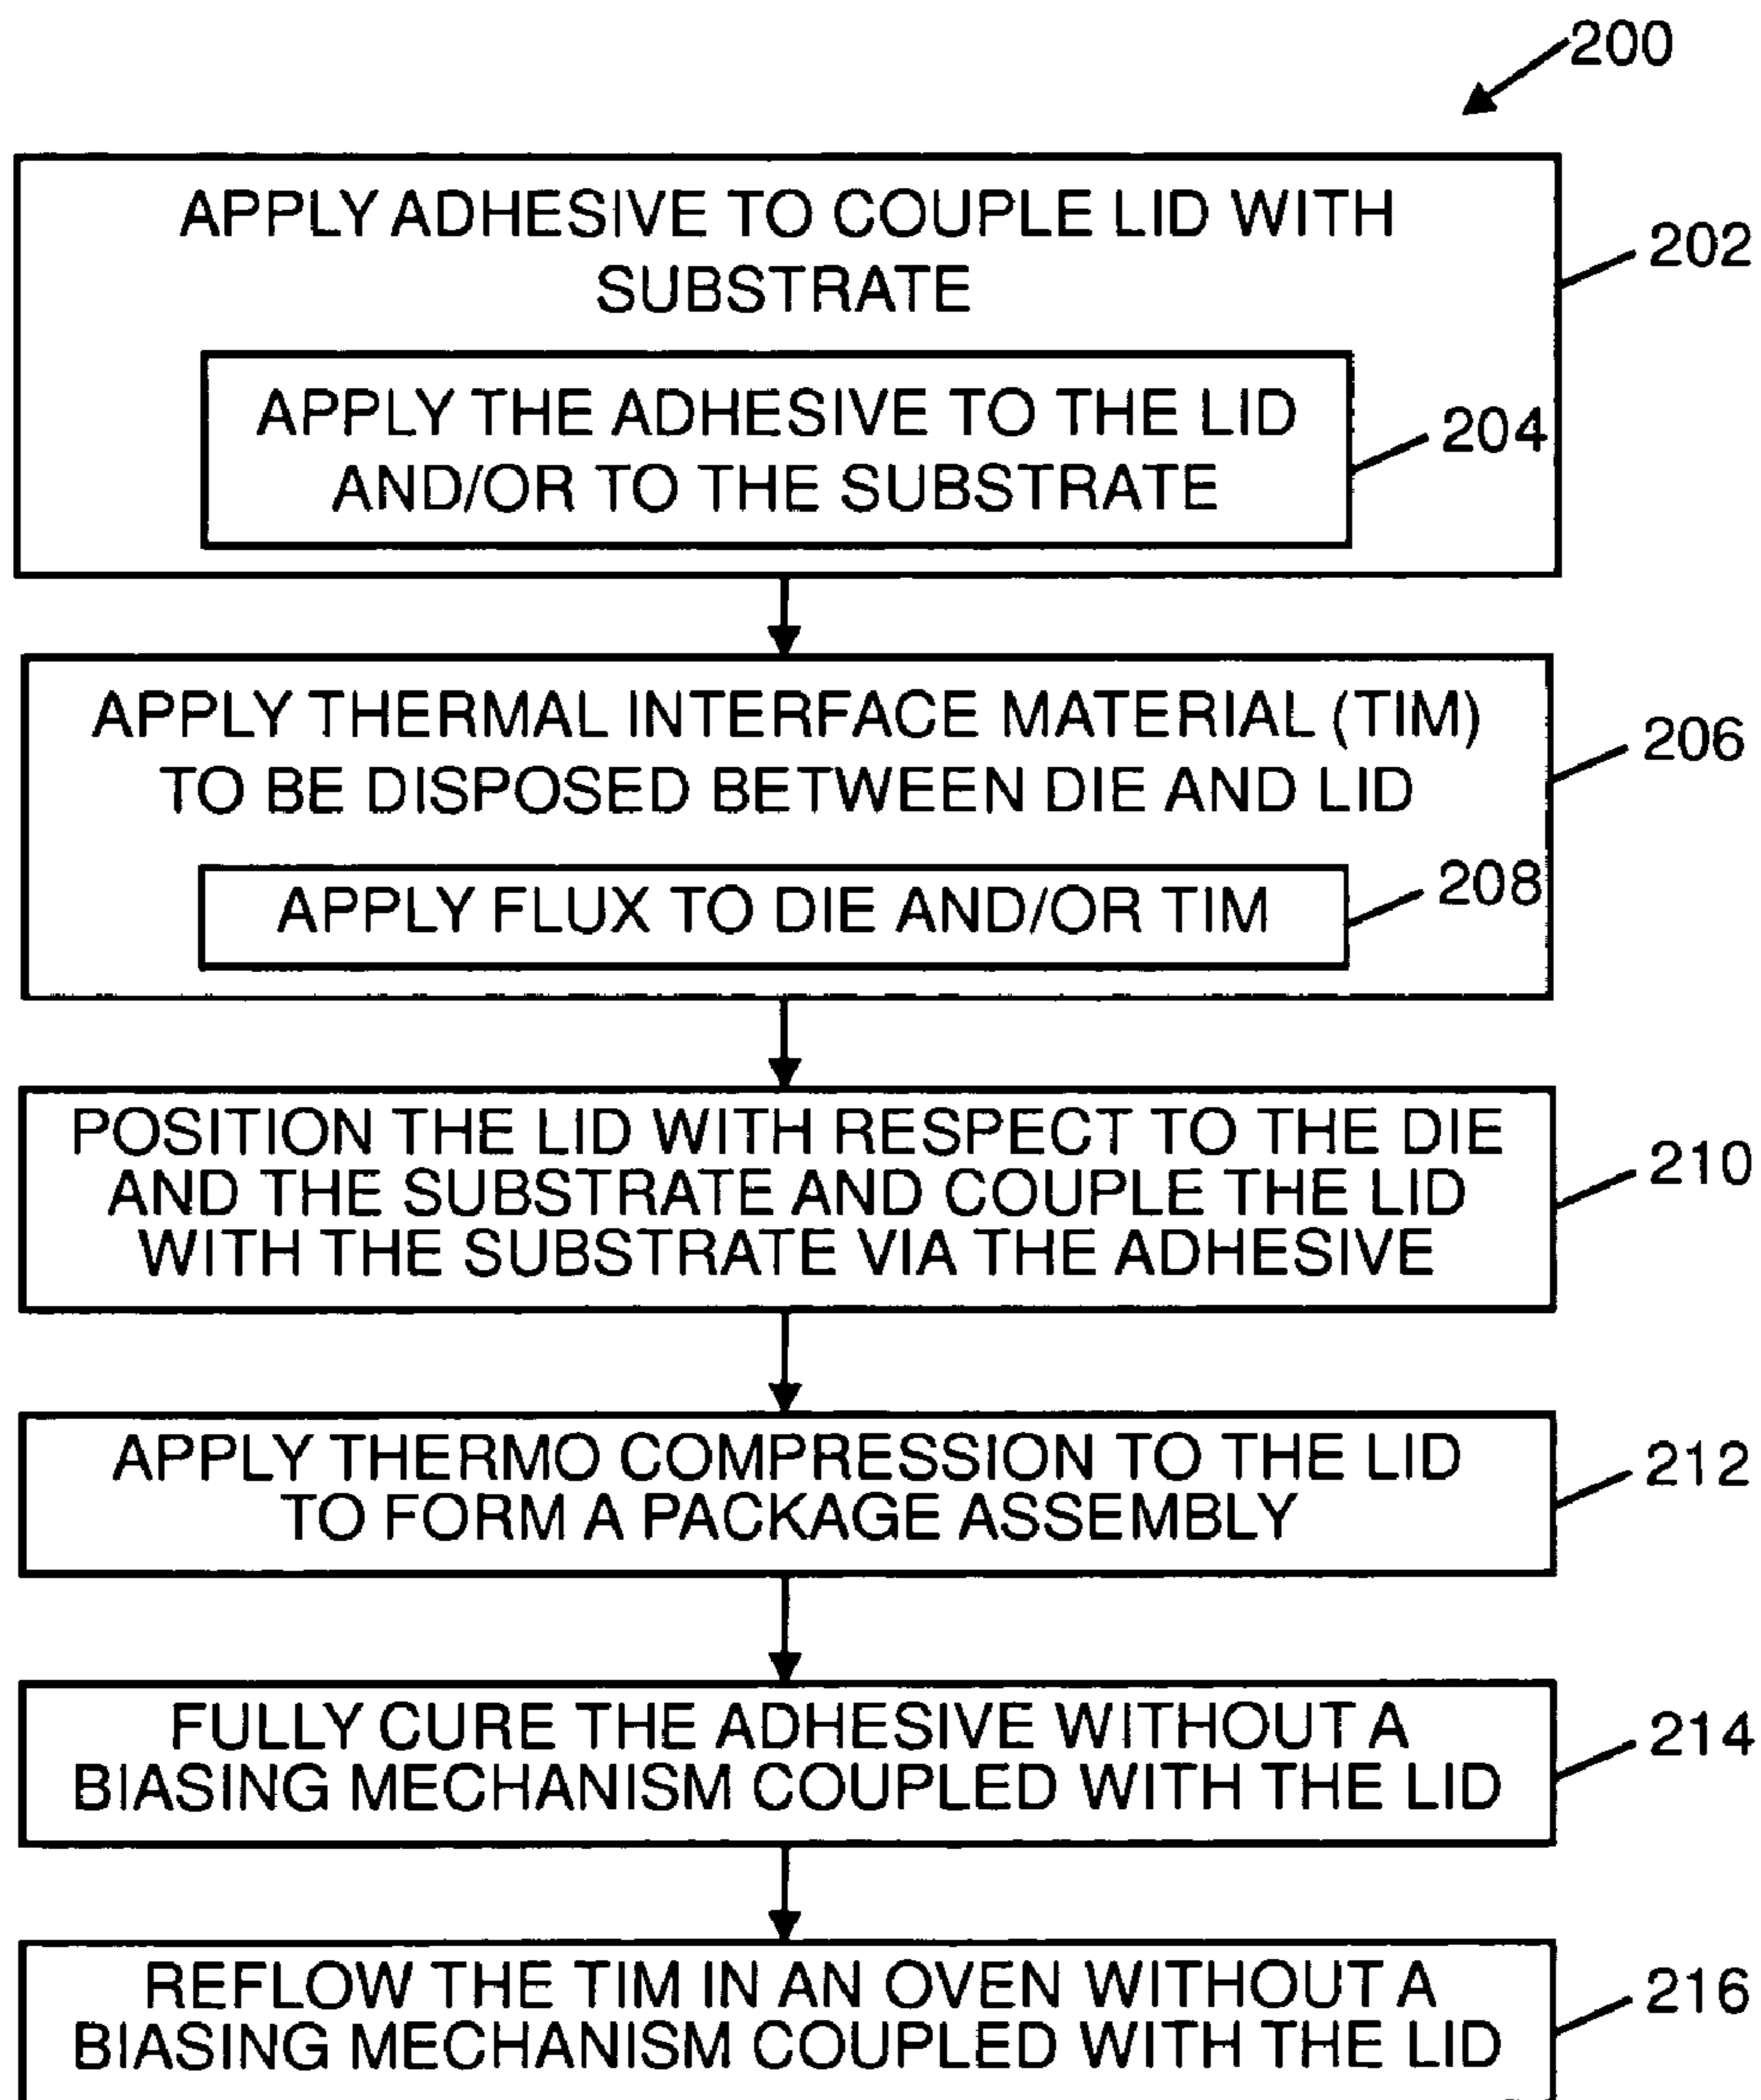 200
APPLY ADHESIVE TO COUPLE LID WITH
SUBSTRATE
202
APPLY THE ADHESIVE TO THE LID
AND/OR TO THE SUBSTRATE
204
APPLY THERMAL INTERFACE MATERIAL (TIM)
TO BE DISPOSED BETWEEN DIE AND LID
206
APPLY FLUX TO DIE AND/OR TIM
208
POSITION THE LID WITH RESPECT TO THE DIE
AND THE SUBSTRATE AND COUPLE THE LID
WITH THE SUBSTRATE VIA THE ADHESIVE
210
APPLY THERMO COMPRESSION TO THE LID
TO FORM A PACKAGE ASSEMBLY
212
FULLY CURE THE ADHESIVE WITHOUT A
BIASING MECHANISM COUPLED WITH THE LID
214
REFLOW THE TIM IN AN OVEN WITHOUT A
BIASING MECHANISM COUPLED WITH THE LID
216